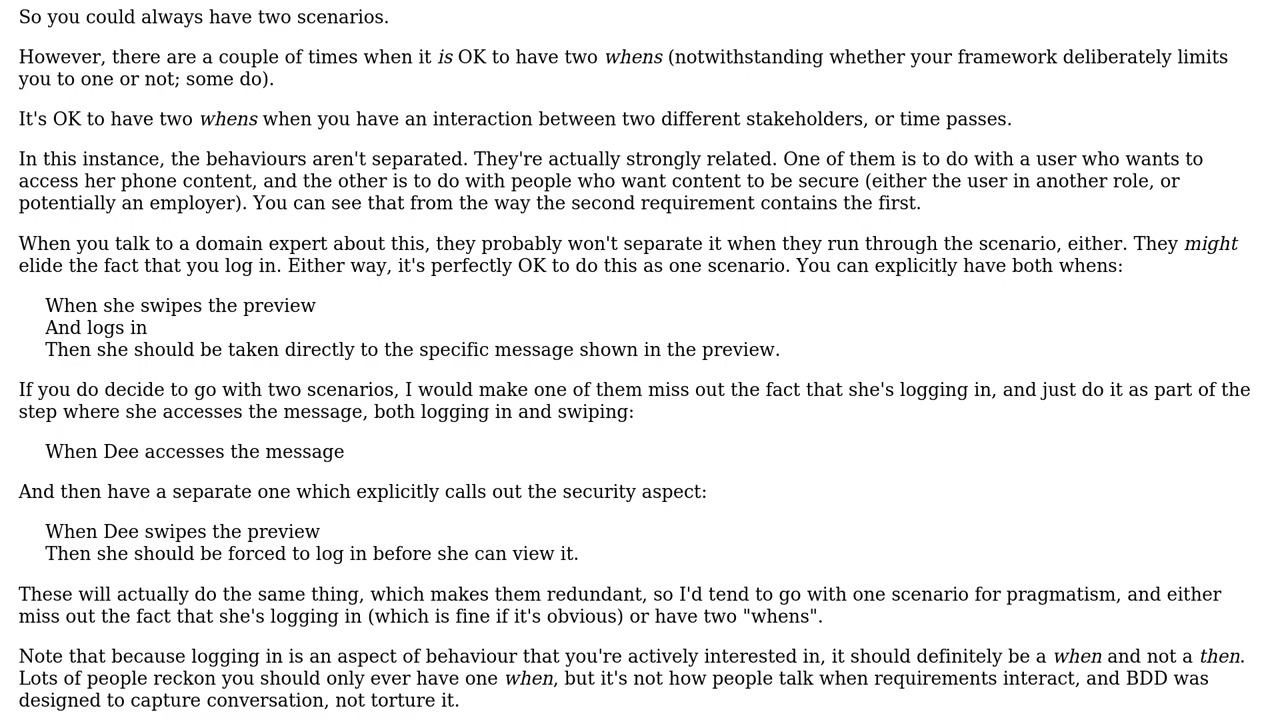 So you could always have two scenarios.
However, there are a couple of times when it is OK to have two whens (notwithstanding whether your framework deliberately limits
you to one or not; some do).
It's OK to have two whens when you have an interaction between two different stakeholders, or time passes.
In this instance, the behaviours aren't separated. They're actually strongly related. One of them is to do with a user who wants to
access her phone content, and the other is to do with people who want content to be secure (either the user in another role, or
potentially an employer). You can see that from the way the second requirement contains the first.
When you talk to a domain expert about this, they probably won't separate it when they run through the scenario, either. They might
elide the fact that you log in. Either way, it's perfectly OK to do this as one scenario. You can explicitly have both whens:
When she swipes the preview
And logs in
Then she should be taken directly to the specific message shown in the preview.
If you do decide to go with two scenarios, I would make one of them miss out the fact that she's logging in, and just do it as part of the
step where she accesses the message, both logging in and swiping:
When Dee accesses the message
And then have a separate one which explicitly calls out the security aspect:
When Dee swipes the preview
Then she should be forced to log in before she can view it.
These will actually do the same thing, which makes them redundant, so I'd tend to go with one scenario for pragmatism, and either
miss out the fact that she's logging in (which is fine if it's obvious) or have two "whens".
Note that because logging in is an aspect of behaviour that you're actively interested in, it should definitely be a when and not a then.
Lots of people reckon you should only ever have one when, but it's not how people talk when requirements interact, and BDD was
designed to capture conversation, not torture it.